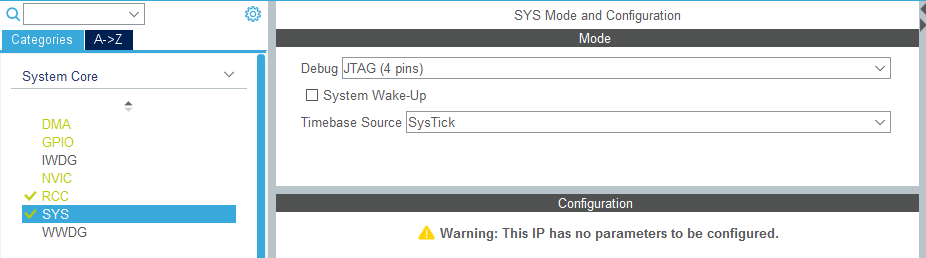 Categories
A->Z
System Core
DMA
GPIO
IWDG
NVIC
RCC
SYS
WWDG
SYS Mode and Configuration
Mode
Debug JTAG (4 pins)
System Wake-Up
Timebase Source SysTick
Configuration
Warning: This IP has no parameters to be configured.